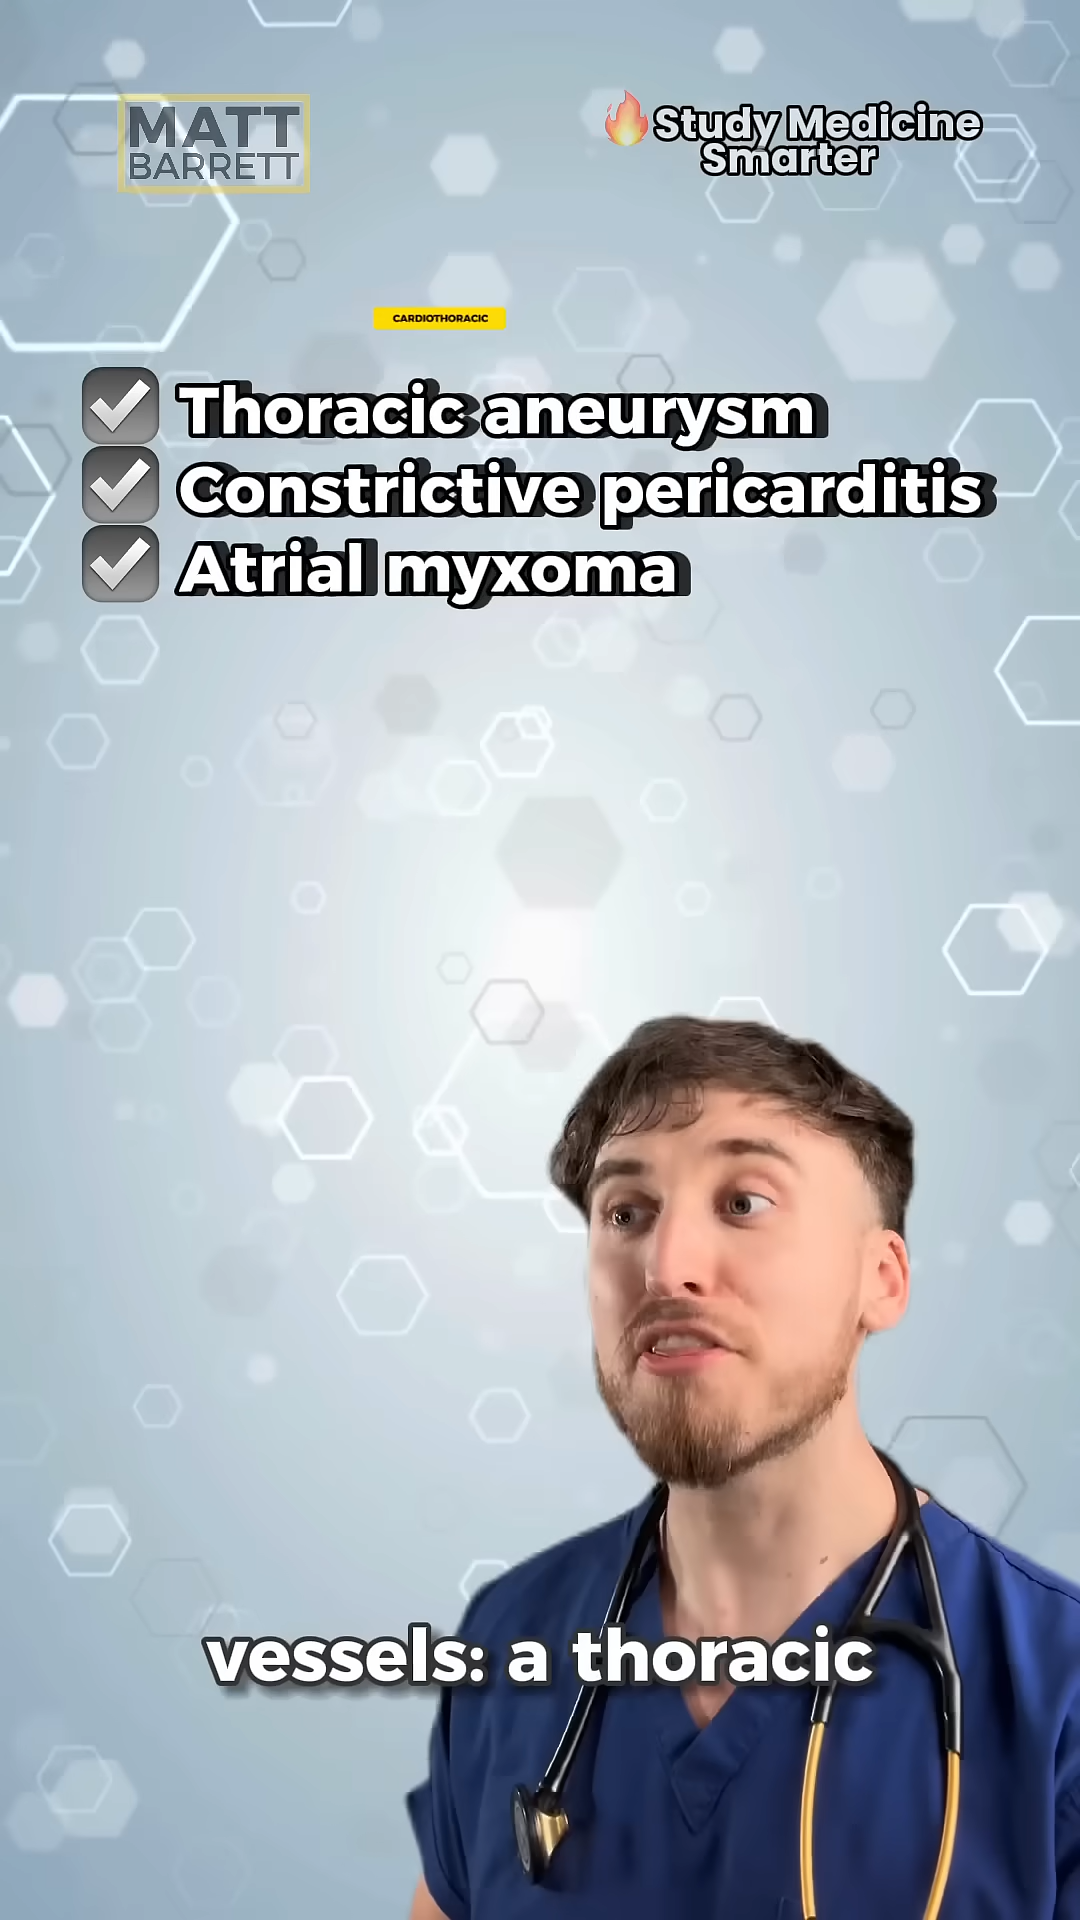 MATT
BARRETT
🔥Study Medicine
Smarter
CARDIOTHORACIC
✔ Thoracic aneurysm
✔ Constrictive pericarditis
✔ Atrial myxoma
vessels: a thoracic